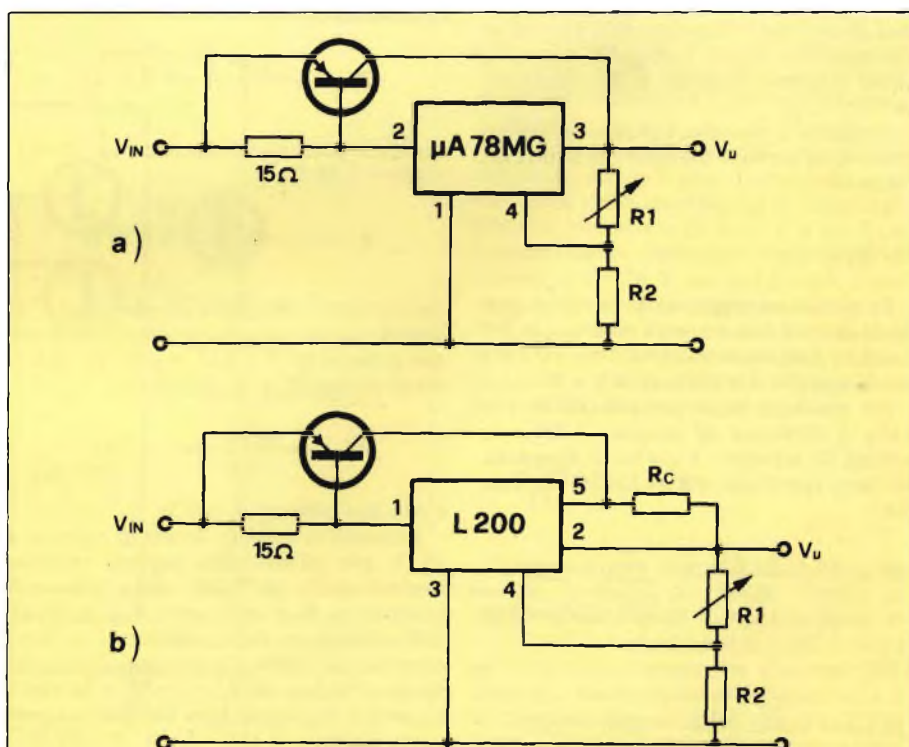 VIN
15Ω
2
µA78MG
3
Vu
1
4
R1
a)
R2
VIN
15Ω
1
L200
5
RC
2
Vu
3
4
R1
b)
R2